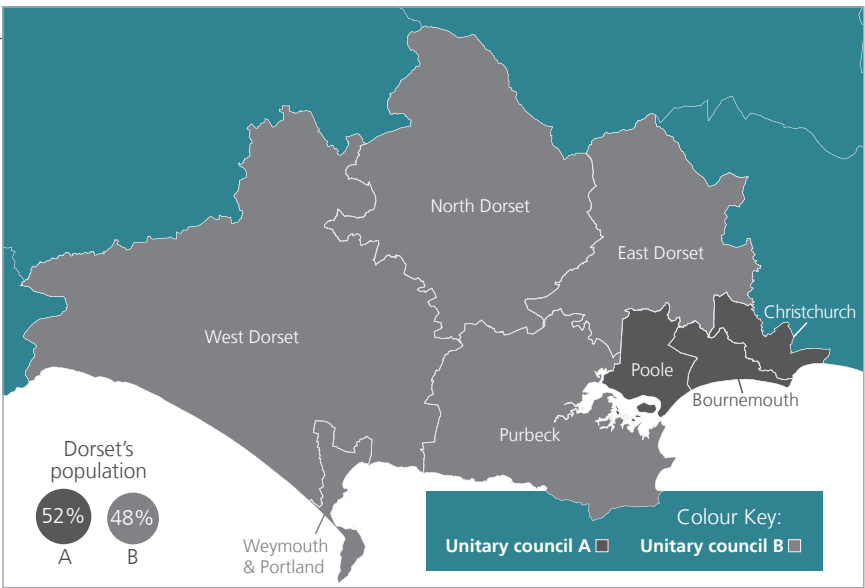 North Dorset
East Dorset
Christchurch
West Dorset
Poole
Bournemouth
Purbeck
Dorset's
population
52%
48%
A
B
Weymouth
& Portland
Colour Key:
Unitary council A
Unitary council B